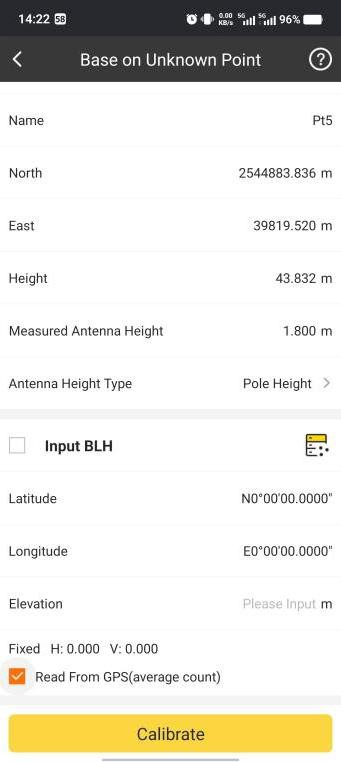 14:22 58 0.00 KB/s 5G 5G 96%
Base on Unknown Point ?
Name Pt5
North 2544883.836 m
East 39819.520 m
Height 43.832 m
Measured Antenna Height 1.800 m
Antenna Height Type Pole Height
Input BLH
Latitude N0°00'00.0000"
Longitude E0°00'00.0000"
Elevation Please Input m
Fixed H: 0.000 V: 0.000
Read From GPS(average count)
Calibrate